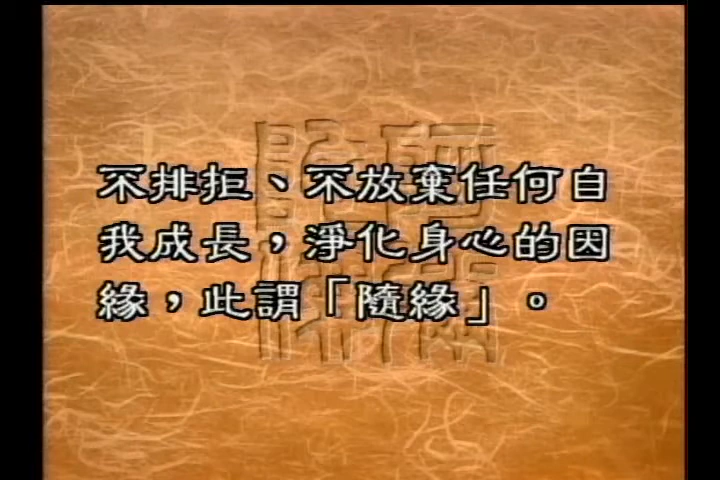 不排拒、不放棄任何自
我成長，淨化身心的因
緣，此謂「隨緣」。